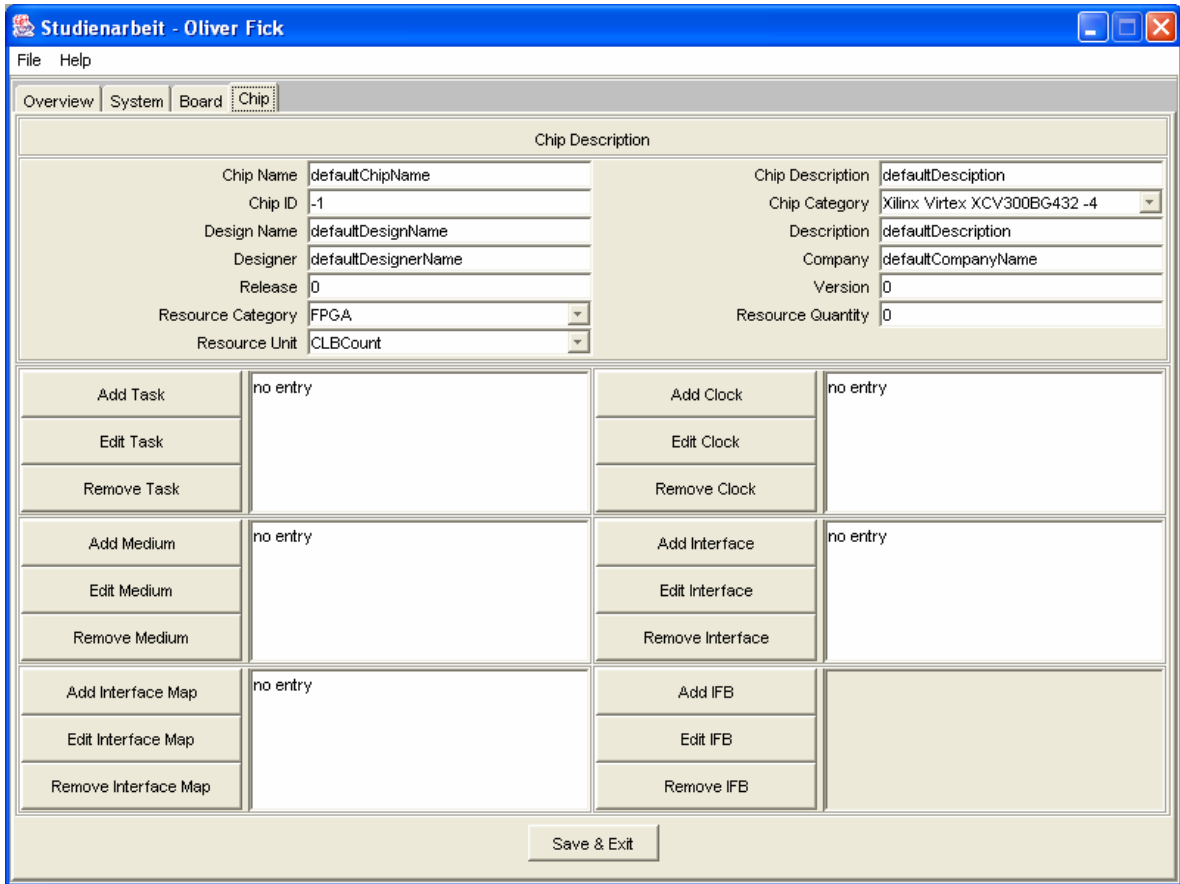 Studienarbeit - Oliver Fick
File Help
Overview System Board Chip
Chip Description
Chip Name defaultChipName Chip Description defaultDesciption
Chip ID -1 Chip Category Xilinx Virtex XCV300BG432 -4
Design Name defaultDesignName Description defaultDescription
Designer defaultDesignerName Company defaultCompanyName
Release 0 Version 0
Resource Category FPGA Resource Quantity 0
Resource Unit CLBCount
Add Task no entry Add Clock no entry
Edit Task Edit Clock
Remove Task Remove Clock
Add Medium no entry Add Interface no entry
Edit Medium Edit Interface
Remove Medium Remove Interface
Add Interface Map no entry Add IFB
Edit Interface Map Edit IFB
Remove Interface Map Remove IFB
Save & Exit